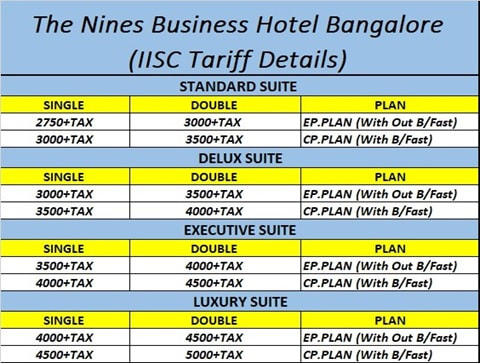 The Nines Business Hotel Bangalore
(IISC Tariff Details)
STANDARD SUITE
SINGLE DOUBLE PLAN
2750+TAX 3000+TAX EP.PLAN (With Out B/Fast)
3000+TAX 3500+TAX CP.PLAN (With B/Fast)
DELUX SUITE
SINGLE DOUBLE PLAN
3000+TAX 3500+TAX EP.PLAN (With Out B/Fast)
3500+TAX 4000+TAX CP.PLAN (With B/Fast)
EXECUTIVE SUITE
SINGLE DOUBLE PLAN
3500+TAX 4000+TAX EP.PLAN (With Out B/Fast)
4000+TAX 4500+TAX CP.PLAN (With B/Fast)
LUXURY SUITE
SINGLE DOUBLE PLAN
4000+TAX 4500+TAX EP.PLAN (With Out B/Fast)
4500+TAX 5000+TAX CP.PLAN (With B/Fast)